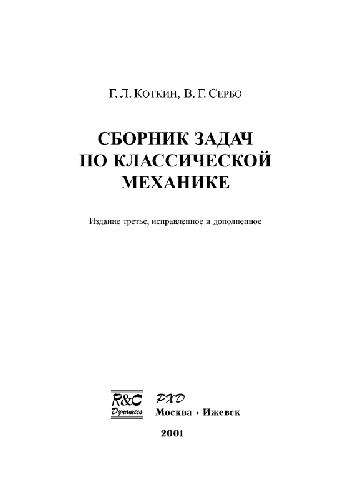 Г. Л. Коткин, В. Г. Сербо
СБОРНИК ЗАДАЧ
ПО КЛАССИЧЕСКОЙ
МЕХАНИКЕ
Издание третье, исправленное и дополненное
R&C
Dynamics
РХД
Москва · Ижевск
2001